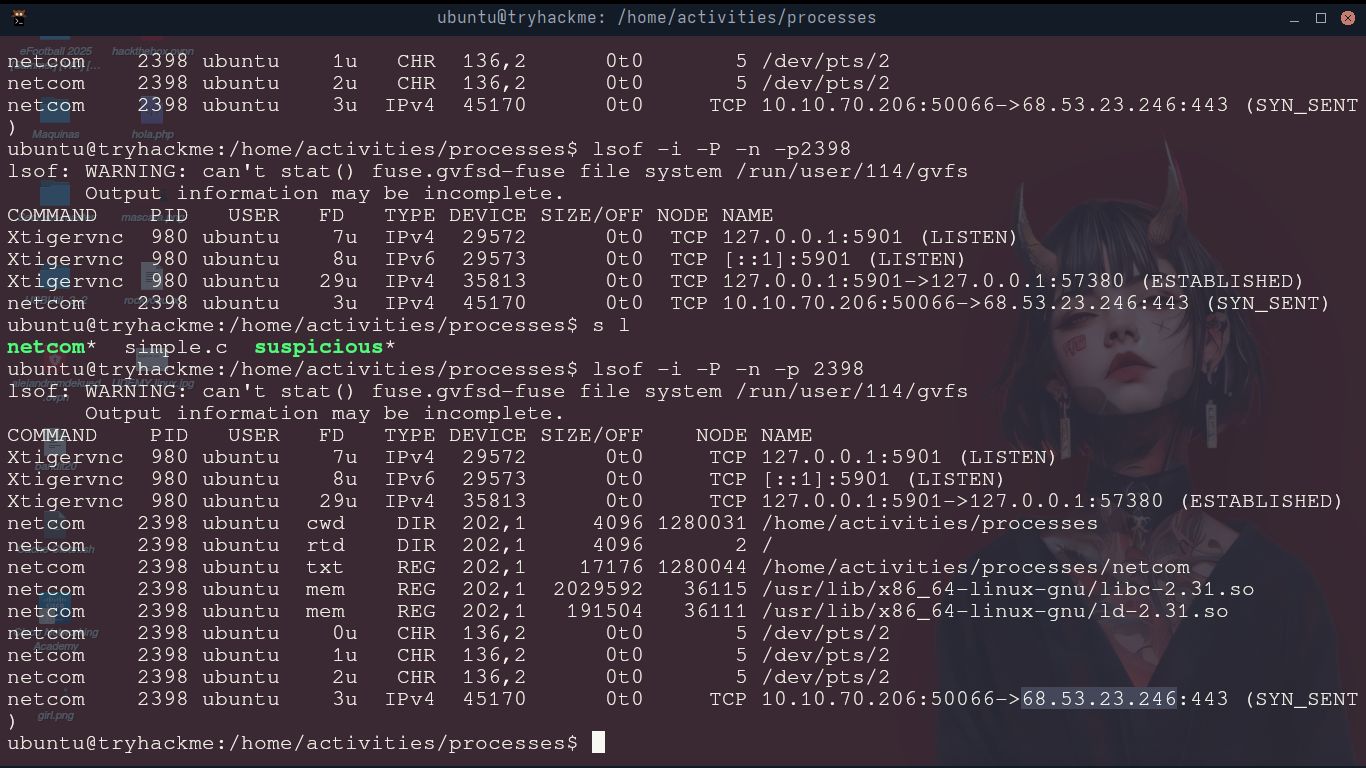 ubuntu@tryhackme: /home/activities/processes
eFootball 2025
hackthebox.ovpn
netcom    2398 ubuntu    1u   CHR  136,2      0t0       5 /dev/pts/2
netcom    2398 ubuntu    2u   CHR  136,2      0t0       5 /dev/pts/2
netcom    2398 ubuntu    3u  IPv4  45170      0t0     TCP 10.10.70.206:50066->68.53.23.246:443 (SYN_SENT
)
Maquinas
hola.php
ubuntu@tryhackme:/home/activities/processes$ lsof -i -P -n -p2398
lsof: WARNING: can't stat() fuse.gvfsd-fuse file system /run/user/114/gvfs
      Output information may be incomplete.
COMMAND    PID   USER   FD   TYPE DEVICE SIZE/OFF NODE NAME
Xtigervnc  980 ubuntu    7u  IPv4  29572      0t0  TCP 127.0.0.1:5901 (LISTEN)
Xtigervnc  980 ubuntu    8u  IPv6  29573      0t0  TCP [::1]:5901 (LISTEN)
Xtigervnc  980 ubuntu   29u  IPv4  35813      0t0  TCP 127.0.0.1:5901->127.0.0.1:57380 (ESTABLISHED)
netcom    2398 ubuntu    3u  IPv4  45170      0t0  TCP 10.10.70.206:50066->68.53.23.246:443 (SYN_SENT)
ubuntu@tryhackme:/home/activities/processes$ s l
netcom*  simple.c  suspicious*
ubuntu@tryhackme:/home/activities/processes$ lsof -i -P -n -p 2398
lsof: WARNING: can't stat() fuse.gvfsd-fuse file system /run/user/114/gvfs
      Output information may be incomplete.
COMMAND    PID   USER   FD   TYPE DEVICE SIZE/OFF    NODE NAME
Xtigervnc  980 ubuntu    7u  IPv4  29572      0t0     TCP 127.0.0.1:5901 (LISTEN)
Xtigervnc  980 ubuntu    8u  IPv6  29573      0t0     TCP [::1]:5901 (LISTEN)
Xtigervnc  980 ubuntu   29u  IPv4  35813      0t0     TCP 127.0.0.1:5901->127.0.0.1:57380 (ESTABLISHED)
netcom    2398 ubuntu  cwd    DIR  202,1     4096 1280031 /home/activities/processes
netcom    2398 ubuntu  rtd    DIR  202,1     4096       2 /
netcom    2398 ubuntu  txt    REG  202,1    17176 1280044 /home/activities/processes/netcom
netcom    2398 ubuntu  mem    REG  202,1  2029592   36115 /usr/lib/x86_64-linux-gnu/libc-2.31.so
netcom    2398 ubuntu  mem    REG  202,1   191504   36111 /usr/lib/x86_64-linux-gnu/ld-2.31.so
netcom    2398 ubuntu    0u   CHR  136,2      0t0       5 /dev/pts/2
netcom    2398 ubuntu    1u   CHR  136,2      0t0       5 /dev/pts/2
Academy
netcom    2398 ubuntu    2u   CHR  136,2      0t0       5 /dev/pts/2
netcom    2398 ubuntu    3u  IPv4  45170      0t0     TCP 10.10.70.206:50066->68.53.23.246:443 (SYN_SENT
)
girl.png
ubuntu@tryhackme:/home/activities/processes$